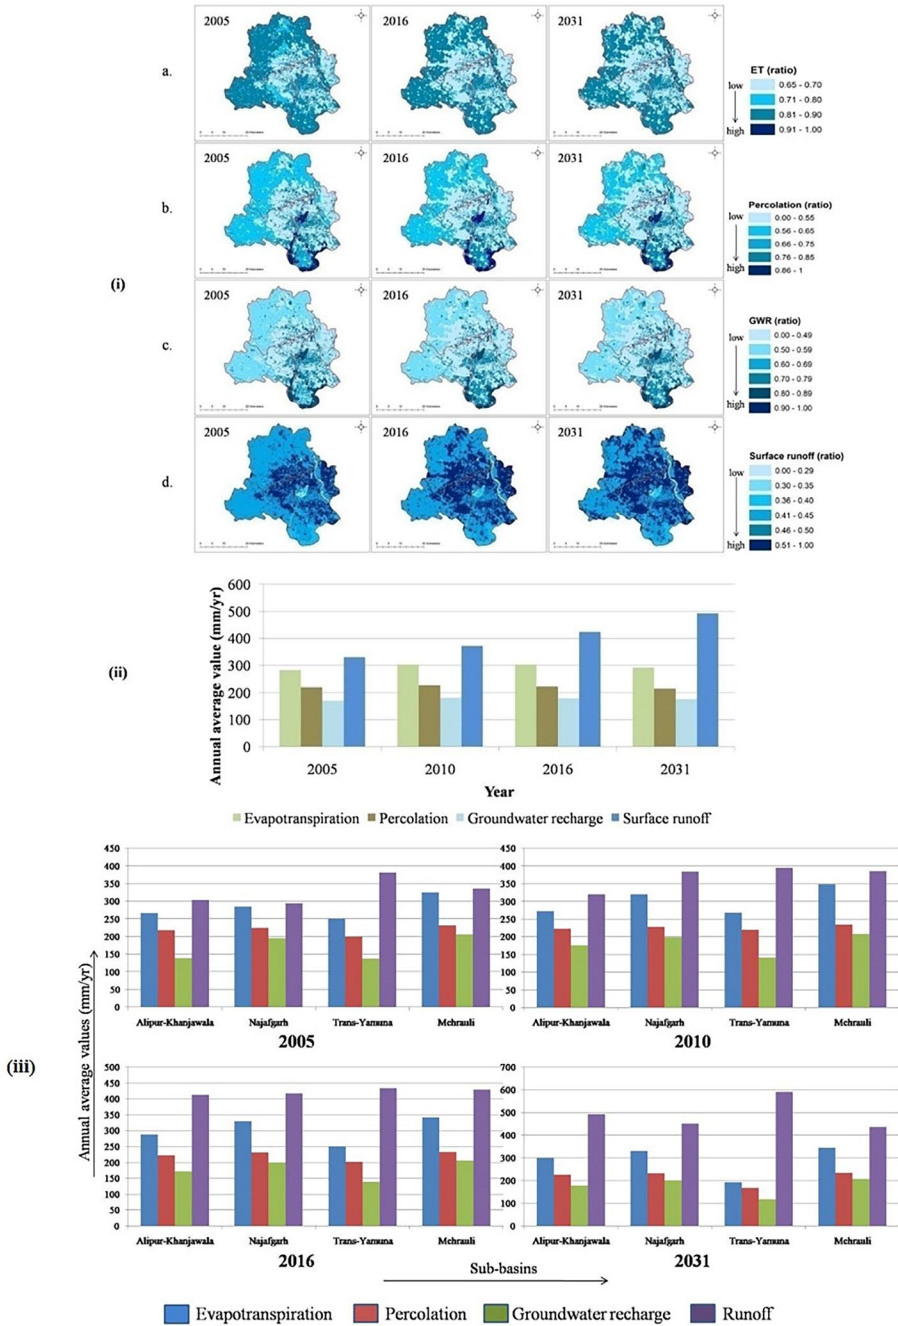 2005 2016 2031
a.
ET (ratio)
low
high
0.65 - 0.70
0.71 - 0.80
0.81 - 0.90
0.91 - 1.00
2005 2016 2031
b.
Percolation (ratio)
low
high
0.00 - 0.55
0.56 - 0.65
0.66 - 0.75
0.76 - 0.85
0.86 - 1
(i)
2005 2016 2031
c.
GWR (ratio)
low
high
0.00 - 0.49
0.50 - 0.59
0.60 - 0.69
0.70 - 0.79
0.80 - 0.89
0.90 - 1.00
2005 2016 2031
d.
Surface runoff (ratio)
low
high
0.00 - 0.29
0.30 - 0.35
0.36 - 0.40
0.41 - 0.45
0.46 - 0.50
0.51 - 1.00
(ii)
Annual average value (mm/yr)
600
500
400
300
200
100
0
2005 2010 2016 2031
Year
Evapotranspiration Percolation Groundwater recharge Surface runoff
(iii)
Annual average values (mm/yr)
450
400
350
300
250
200
150
100
50
0
Alipur-Khanjawala Najafgarh Trans-Yamuna Mehrauli
2005
450
400
350
300
250
200
150
100
50
0
Alipur-Khanjawala Najafgarh Trans-Yamuna Mehrauli
2010
500
450
400
350
300
250
200
150
100
50
0
Alipur-Khanjawala Najafgarh Trans-Yamuna Mehrauli
2016
700
600
500
400
300
200
100
0
Alipur-Khanjawala Najafgarh Trans-Yamuna Mehrauli
2031
Sub-basins
Evapotranspiration Percolation Groundwater recharge Runoff